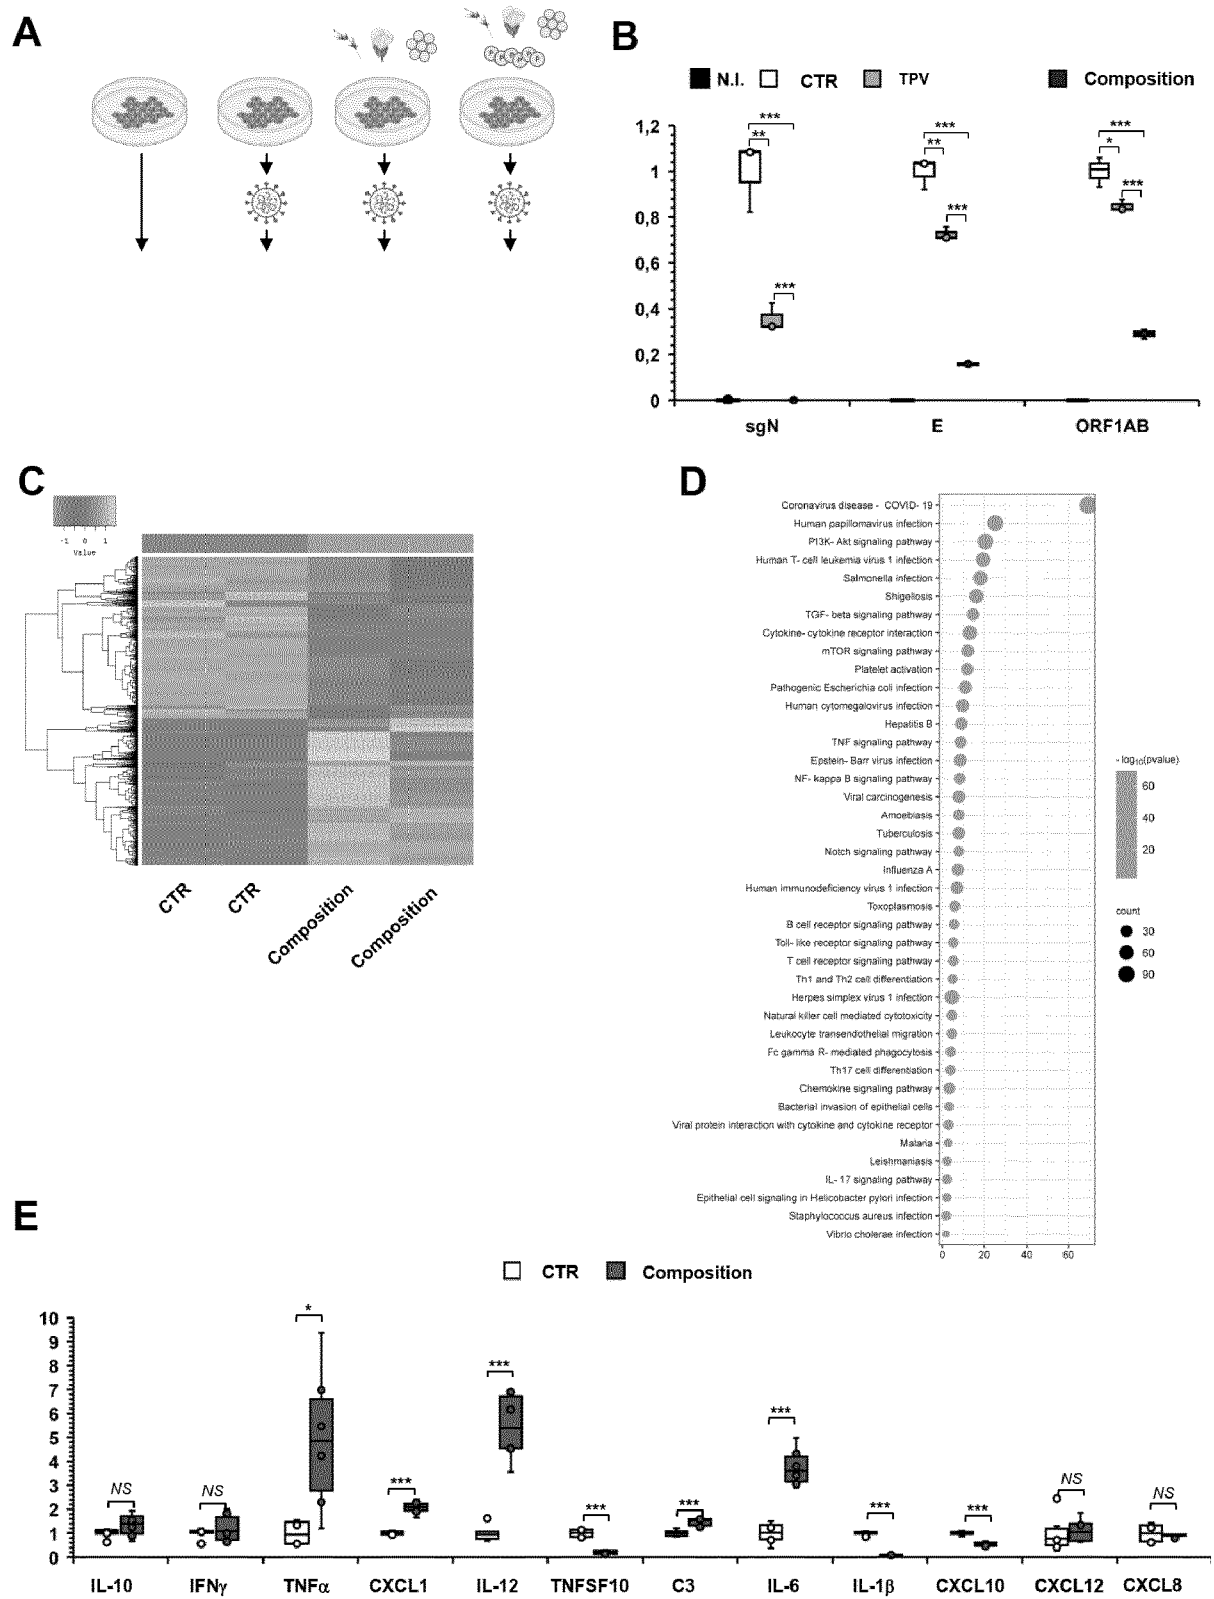 A
P P P P P
B
N.I. CTR TPV Composition
1,2
1
0,8
0,6
0,4
0,2
0
*** ** ***
*** ** ***
*** * ***
sgN E ORF1AB
C
-1 0 1
Value
CTR CTR Composition Composition
D
Coronavirus disease - COVID- 19
Human papillomavirus infection
PI3K- Akt signaling pathway
Human T- cell leukemia virus 1 infection
Salmonella infection
Shigellosis
TGF- beta signaling pathway
Cytokine- cytokine receptor interaction
mTOR signaling pathway
Platelet activation
Pathogenic Escherichia coli infection
Human cytomegalovirus infection
Hepatitis B
TNF signaling pathway
Epstein- Barr virus infection
NF- kappa B signaling pathway
Viral carcinogenesis
Amoebiasis
Tuberculosis
Notch signaling pathway
Influenza A
Human immunodeficiency virus 1 infection
Toxoplasmosis
B cell receptor signaling pathway
Toll- like receptor signaling pathway
T cell receptor signaling pathway
Th1 and Th2 cell differentiation
Herpes simplex virus 1 infection
Natural killer cell mediated cytotoxicity
Leukocyte transendothelial migration
Fc gamma R- mediated phagocytosis
Th17 cell differentiation
Chemokine signaling pathway
Bacterial invasion of epithelial cells
Viral protein interaction with cytokine and cytokine receptor
Malaria
Leishmaniasis
IL- 17 signaling pathway
Epithelial cell signaling in Helicobacter pylori infection
Staphylococcus aureus infection
Vibrio cholerae infection
0 20 40 60
- log10(pvalue)
60
40
20
count
30
60
90
E
CTR Composition
10
9
8
7
6
5
4
3
2
1
0
NS NS * *** *** *** *** *** *** *** NS NS
IL-10 IFNγ TNFα CXCL1 IL-12 TNFSF10 C3 IL-6 IL-1β CXCL10 CXCL12 CXCL8